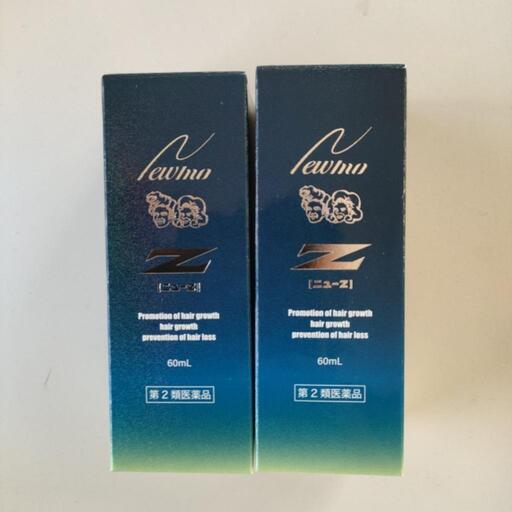 Newmo
Z
[ニューZ]
Promotion of hair growth
hair growth
prevention of hair loss
60mL
第2類医薬品
Newmo
Z
[ニューZ]
Promotion of hair growth
hair growth
prevention of hair loss
60mL
第2類医薬品